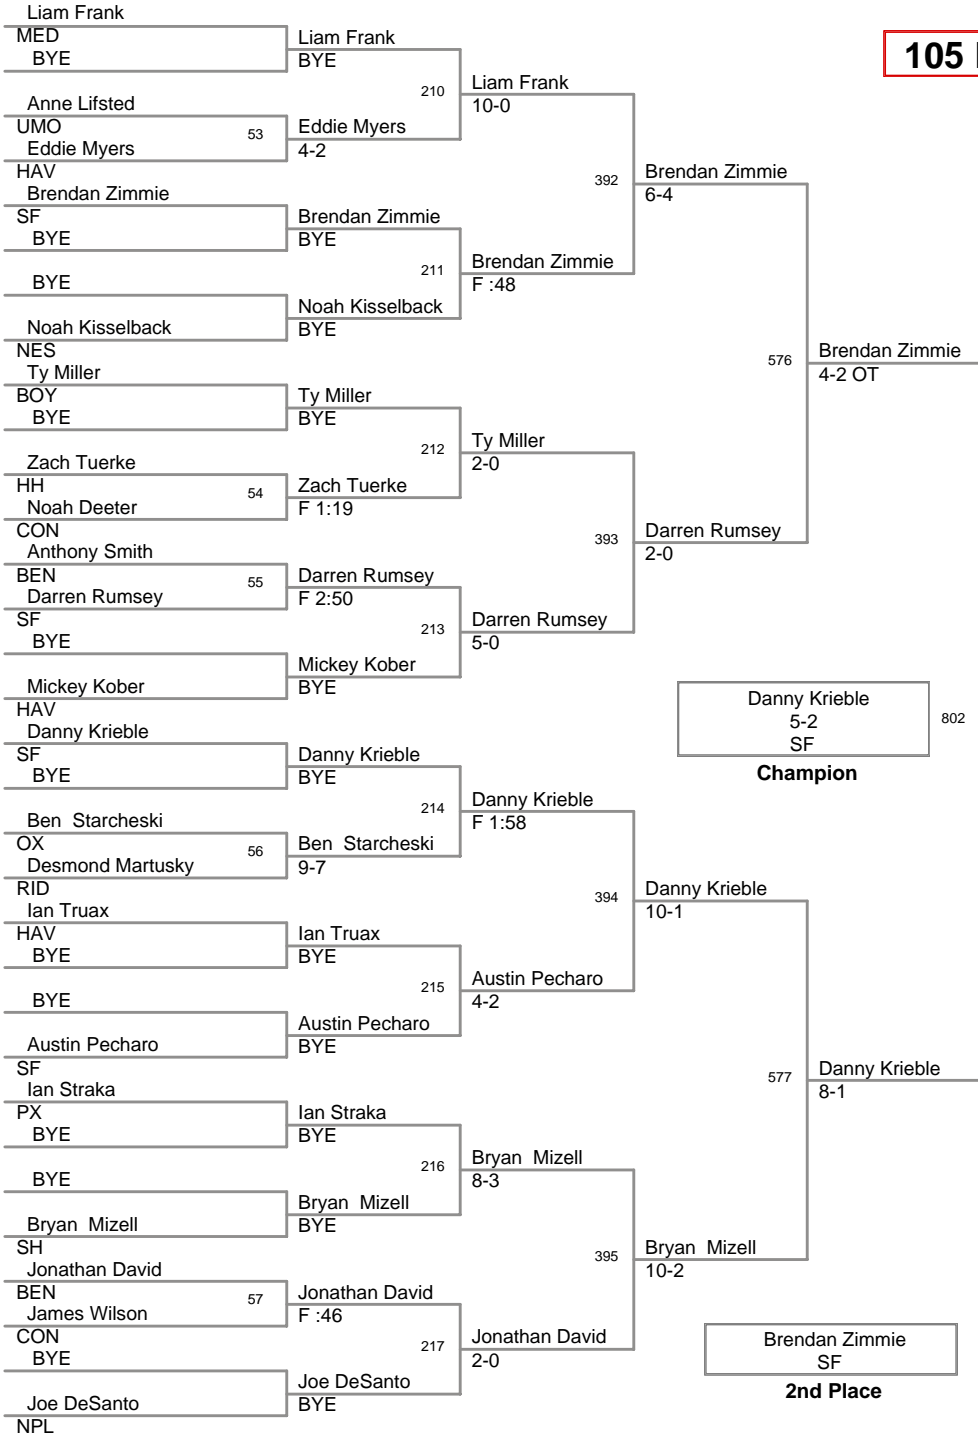 Liam Frank
MED
BYE
Liam Frank
BYE
105
Anne Lifsted
UMO
Eddie Myers
HAV
53
Eddie Myers
4-2
210
Liam Frank
10-0
Brendan Zimmie
SF
BYE
Brendan Zimmie
BYE
BYE
Noah Kisselback
NES
Noah Kisselback
BYE
211
Brendan Zimmie
F :48
392
Brendan Zimmie
6-4
Ty Miller
BOY
BYE
Ty Miller
BYE
Zach Tuerke
HH
Noah Deeter
CON
54
Zach Tuerke
F 1:19
212
Ty Miller
2-0
Anthony Smith
BEN
Darren Rumsey
SF
55
Darren Rumsey
F 2:50
BYE
Mickey Kober
HAV
Mickey Kober
BYE
213
Darren Rumsey
5-0
393
Darren Rumsey
2-0
576
Brendan Zimmie
4-2 OT
Danny Krieble
5-2
SF
802
Champion
Danny Krieble
SF
BYE
Danny Krieble
BYE
Ben Starcheski
OX
Desmond Martusky
RID
56
Ben Starcheski
9-7
214
Danny Krieble
F 1:58
Ian Truax
HAV
BYE
Ian Truax
BYE
BYE
Austin Pecharo
SF
Austin Pecharo
BYE
215
Austin Pecharo
4-2
394
Danny Krieble
10-1
Ian Straka
PX
BYE
Ian Straka
BYE
BYE
Bryan Mizell
SH
Bryan Mizell
BYE
216
Bryan Mizell
8-3
Jonathan David
BEN
James Wilson
CON
57
Jonathan David
F :46
BYE
Joe DeSanto
NPL
Joe DeSanto
BYE
217
Jonathan David
2-0
395
Bryan Mizell
10-2
577
Danny Krieble
8-1
Brendan Zimmie
SF
2nd Place